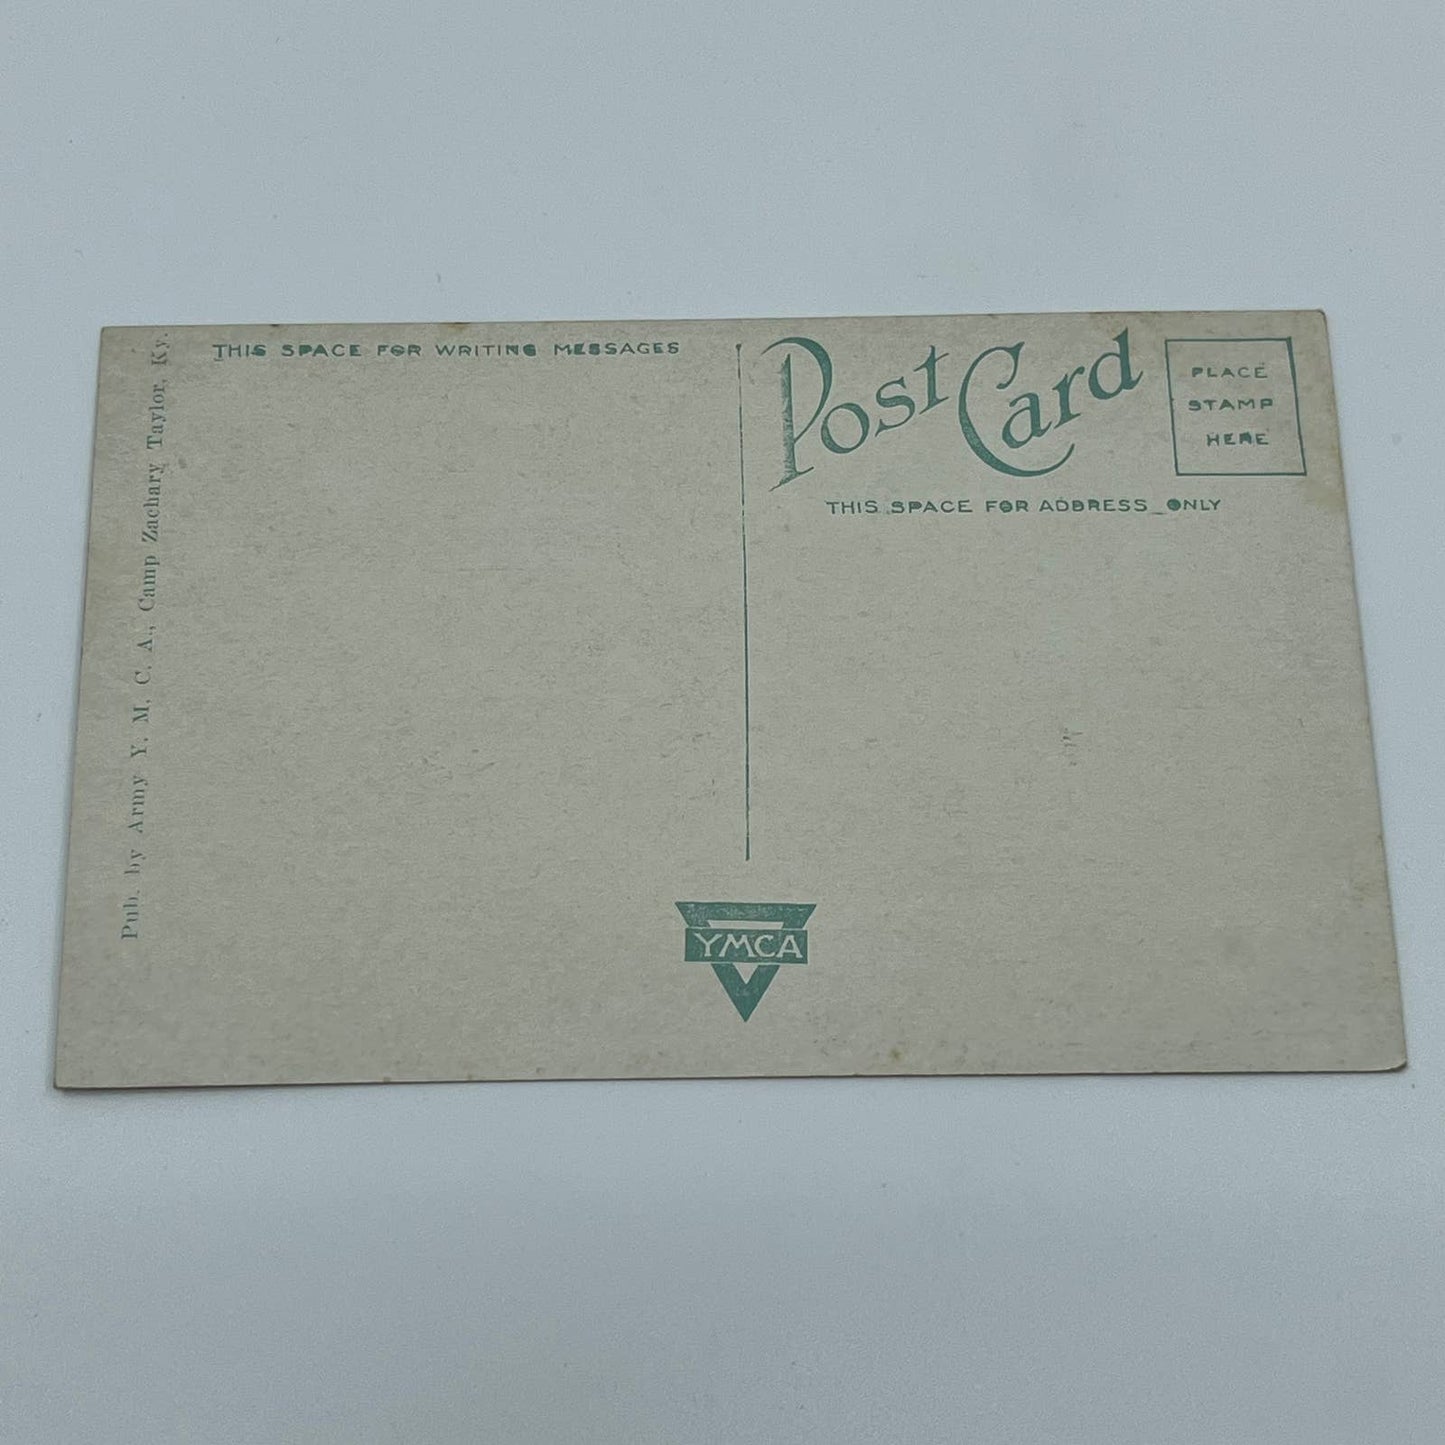 THIS SPACE FOR WRITING MESSAGES
Post Card
PLACE
STAMP
HERE
THIS SPACE FOR ADDRESS ONLY
Pub. by Army Y. M. C. A., Camp Zachary Taylor, Ky.
YMCA